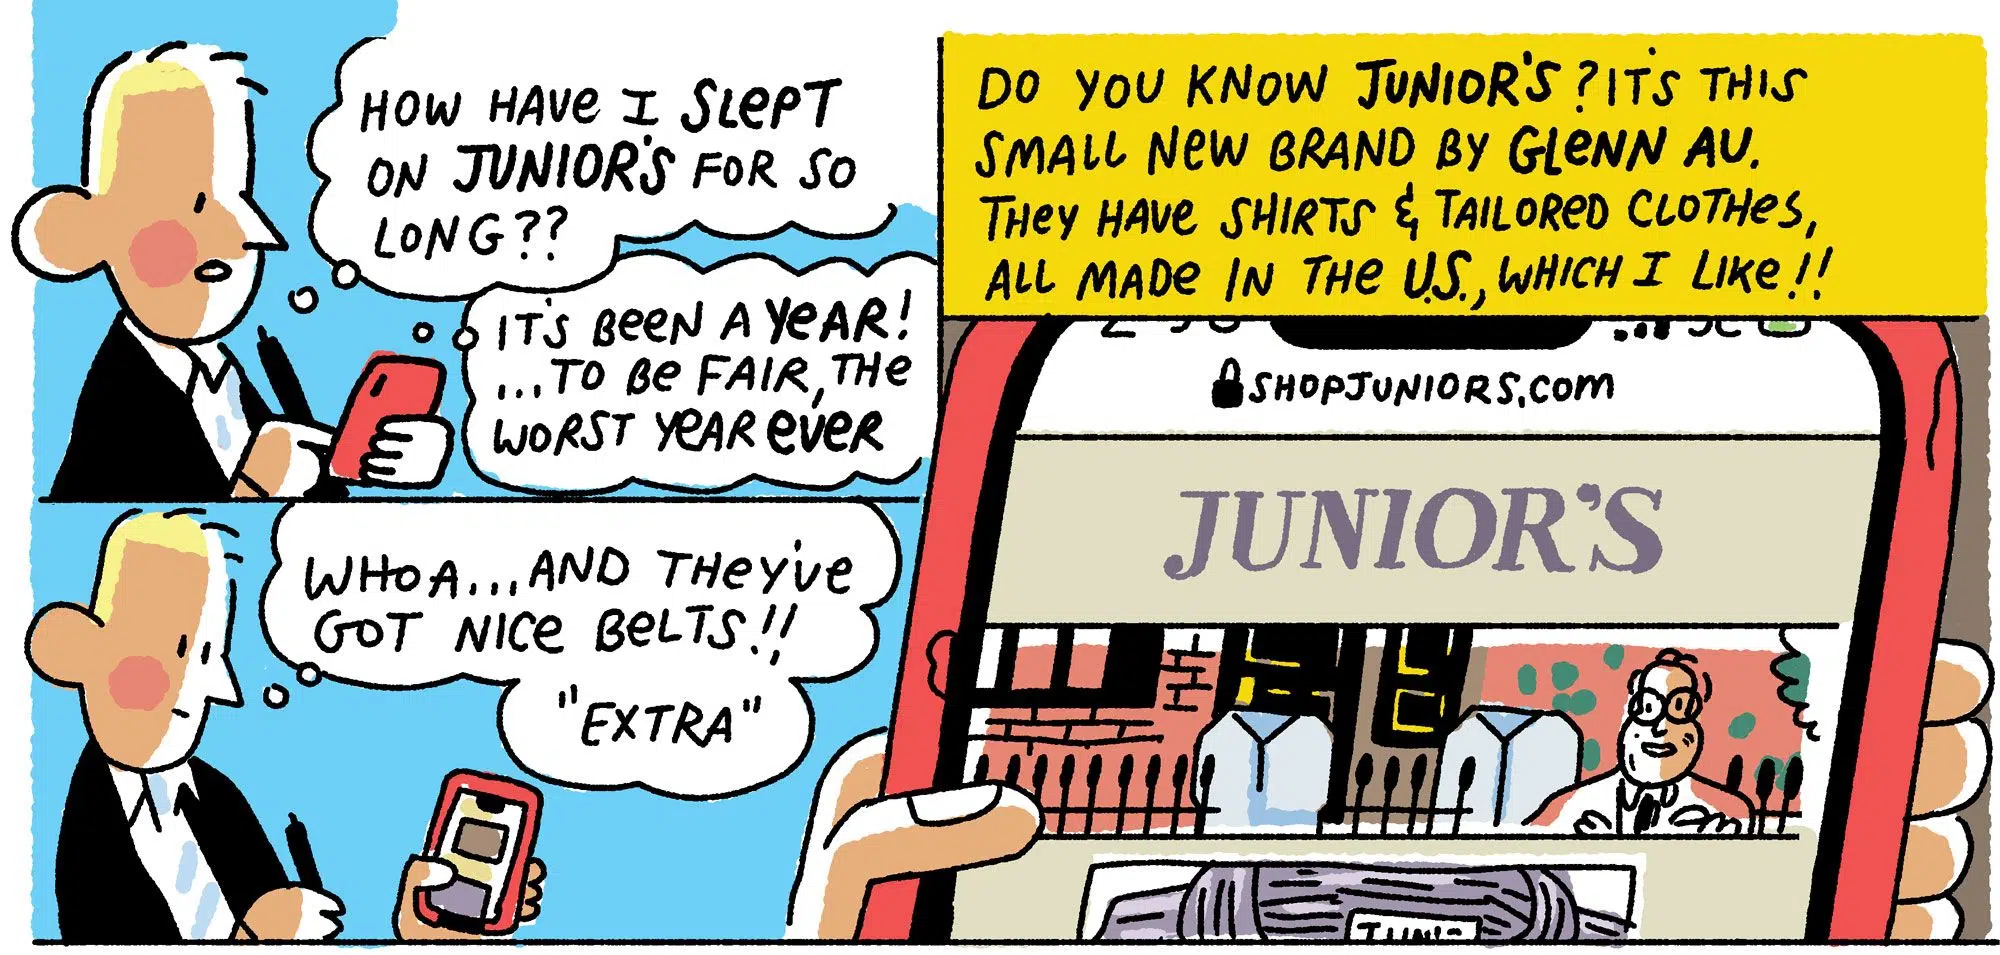 HOW HAVE I SLEPT
ON JUNIOR'S FOR SO
LONG??
IT'S BEEN A YEAR!
...TO BE FAIR, THE
WORST YEAR EVER
DO YOU KNOW JUNIOR'S? IT'S THIS
SMALL NEW BRAND BY GLENN AU.
THEY HAVE SHIRTS & TAILORED CLOTHES,
ALL MADE IN THE U.S., WHICH I LIKE!!
SHOPJUNIORS.COM
JUNIOR'S
WHOA...AND THEY'VE
GOT NICE BELTS!!
"EXTRA"